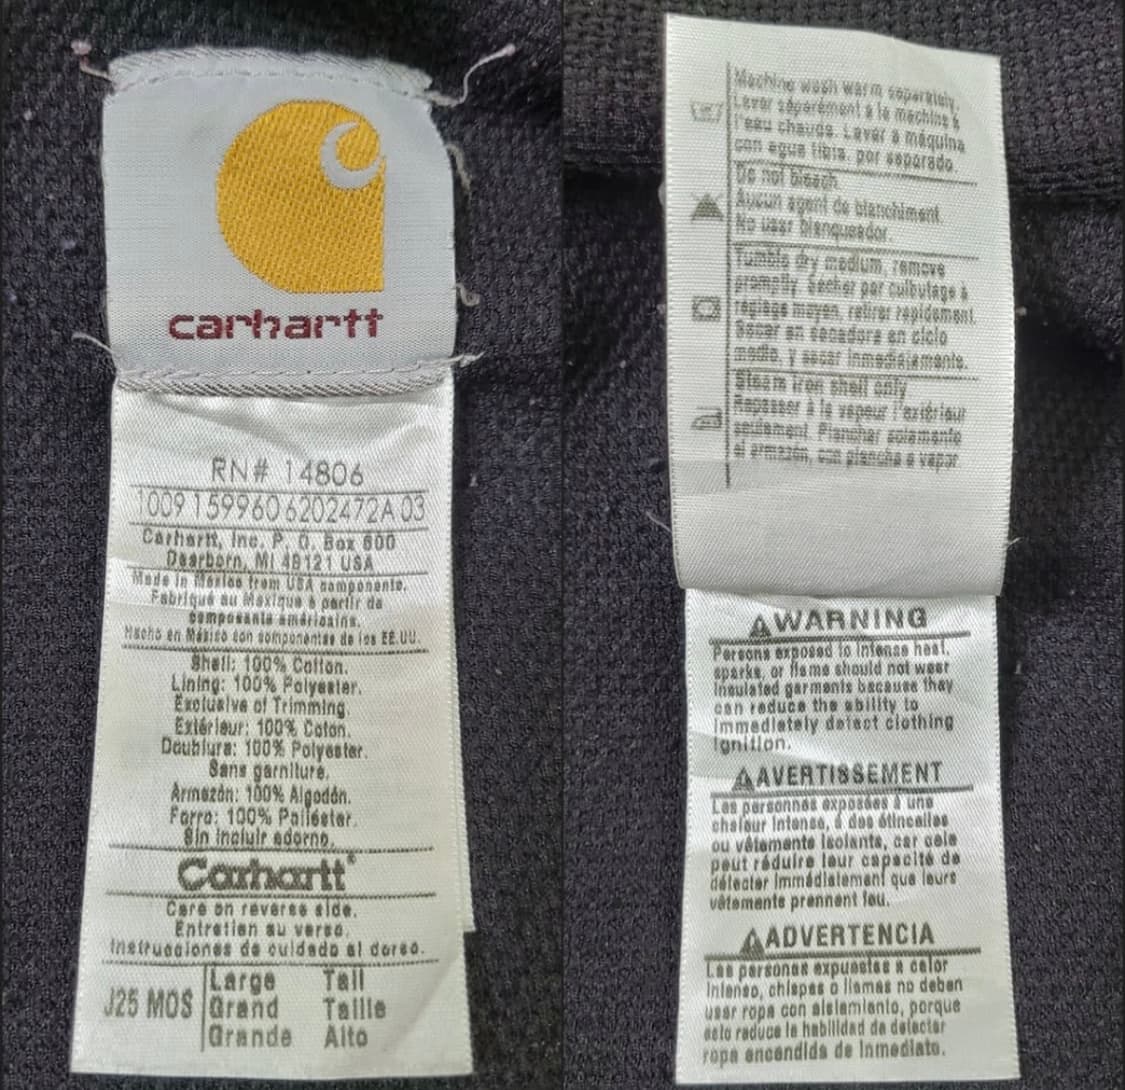 carhartt
RN# 14806
1009159960 6202472A 03
Carhartt, Inc. P. O. Box 600
Dearborn, MI 48121 USA
Made in Mexico from USA components.
Fabriqué au Mexique à partir de
composants américains.
Hecho en México con componentes de los EE.UU.
Shell: 100% Cotton.
Lining: 100% Polyester.
Exclusive of Trimming.
Extérieur: 100% Coton.
Doublure: 100% Polyester.
Sans garniture.
Armazón: 100% Algodón.
Forro: 100% Poliéster.
Sin incluir adorno.
Carhartt®
Care on reverse side.
Entretien au verso.
Instrucciones de cuidado al dorso.
J25 MOS
Large Tall
Grand Taille
Grande Alto
Machine wash warm separately.
Laver séparément à la machine à
l'eau chaude. Lavar a máquina
con agua tibia. por separado.
Do not bleach.
Aucun agent de blanchiment.
No usar blanqueador.
Tumble dry medium, remove
promptly. Sécher par culbutage à
réglage moyen, retirer rapidement.
Secar en secadora en ciclo
medio, y sacar inmediatamente.
Steam iron shell only
Repasser à la vapeur l'extérieur
seulement. Planchar solamente
el armazón, con plancha a vapor
WARNING
Persons exposed to intense heat,
sparks, or flame should not wear
insulated garments because they
can reduce the ability to
immediately detect clothing
ignition.
AVERTISSEMENT
Les personnes exposées à une
chaleur intense, à des étincelles
ou vêtements isolants, car cela
peut réduire leur capacité de
détecter immédiatement que leurs
vêtements prennent feu.
ADVERTENCIA
Las personas expuestas a calor
intenso, chispas o llamas no deben
usar ropa con aislamiento, porque
esto reduce la habilidad de detectar
ropa encendida de inmediato.